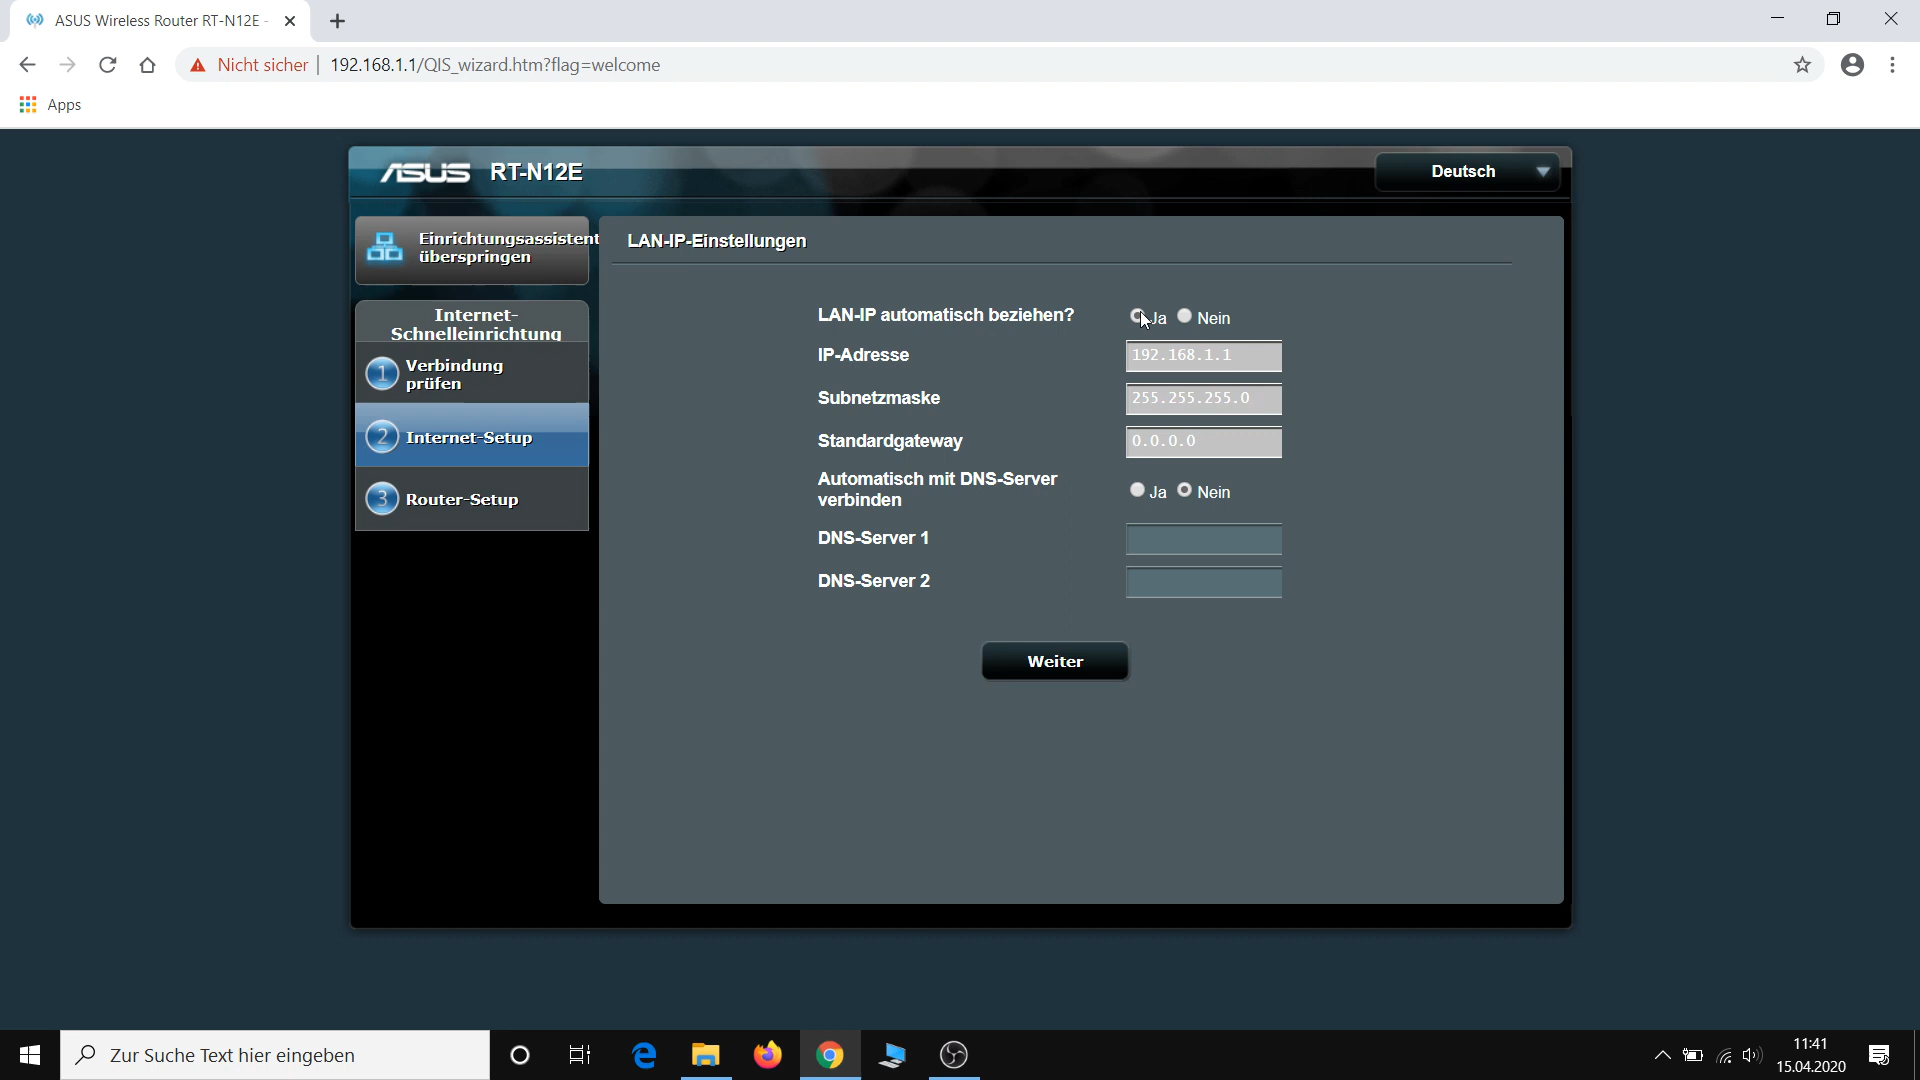 ASUS Wireless Router RT-N12E -
Nicht sicher | 192.168.1.1/QIS_wizard.htm?flag=welcome
Apps
ASUS RT-N12E
Deutsch
Einrichtungsassistent
überspringen
Internet-
Schnelleinrichtung
1 Verbindung
prüfen
2 Internet-Setup
3 Router-Setup
LAN-IP-Einstellungen
LAN-IP automatisch beziehen? Ja Nein
IP-Adresse 192.168.1.1
Subnetzmaske 255.255.255.0
Standardgateway 0.0.0.0
Automatisch mit DNS-Server
verbinden Ja Nein
DNS-Server 1
DNS-Server 2
Weiter
Zur Suche Text hier eingeben
11:41
15.04.2020